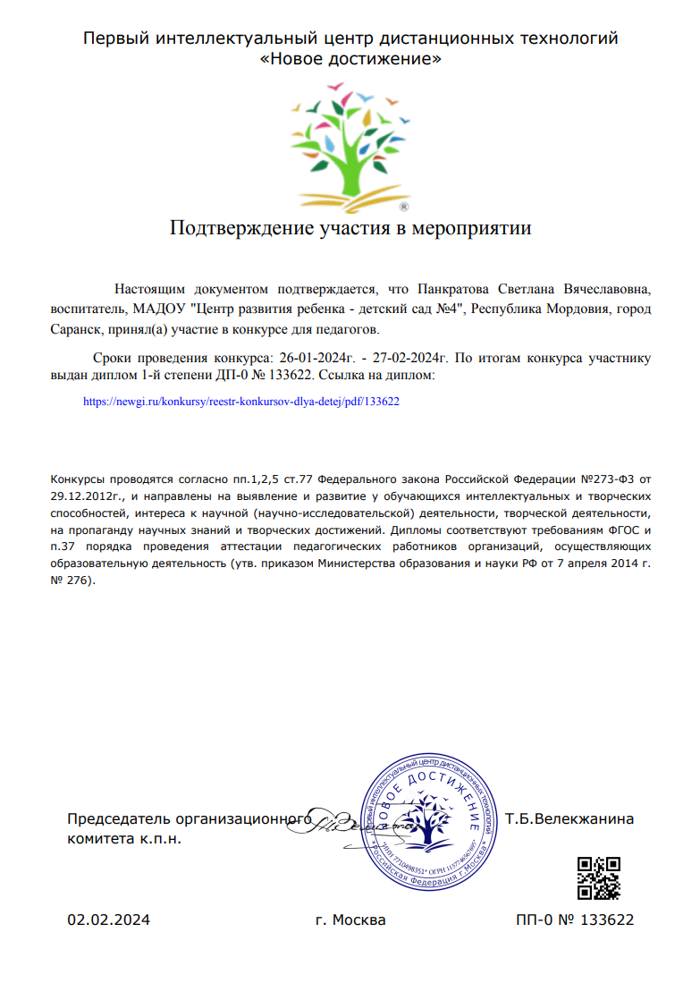 Первый интеллектуальный центр дистанционных технологий
«Новое достижение»
®
Подтверждение участия в мероприятии
Настоящим документом подтверждается, что Панкратова Светлана Вячеславовна,
воспитатель, МАДОУ "Центр развития ребенка - детский сад №4", Республика Мордовия, город
Саранск, принял(а) участие в конкурсе для педагогов.
Сроки проведения конкурса: 26-01-2024г. - 27-02-2024г. По итогам конкурса участнику
выдан диплом 1-й степени ДП-0 № 133622. Ссылка на диплом:
https://newgi.ru/konkursy/reestr-konkursov-dlya-detej/pdf/133622
Конкурсы проводятся согласно пп.1,2,5 ст.77 Федерального закона Российской Федерации №273-ФЗ от
29.12.2012г., и направлены на выявление и развитие у обучающихся интеллектуальных и творческих
способностей, интереса к научной (научно-исследовательской) деятельности, творческой деятельности,
на пропаганду научных знаний и творческих достижений. Дипломы соответствуют требованиям ФГОС и
п.37 порядка проведения аттестации педагогических работников организаций, осуществляющих
образовательную деятельность (утв. приказом Министерства образования и науки РФ от 7 апреля 2014 г.
№ 276).
Первый интеллектуальный центр дистанционных технологий
НОВОЕ ДОСТИЖЕНИЕ
*ИНН 7710498351* ОГРН
*Российская Федерация г.Москва*
Председатель организационного
комитета к.п.н.
Т.Б.Велекжанина
02.02.2024
г. Москва
ПП-0 № 133622